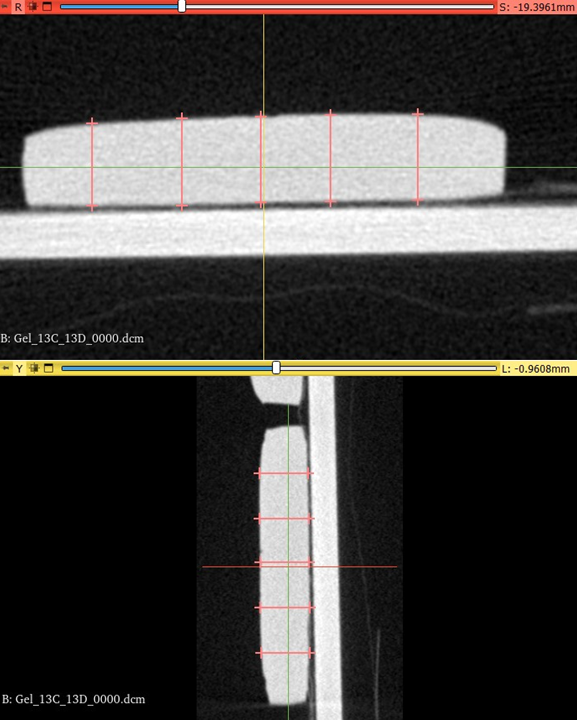 R
S: -19.3961mm
B: Gel_13C_13D_0000.dcm
Y
L: -0.9608mm
B: Gel_13C_13D_0000.dcm